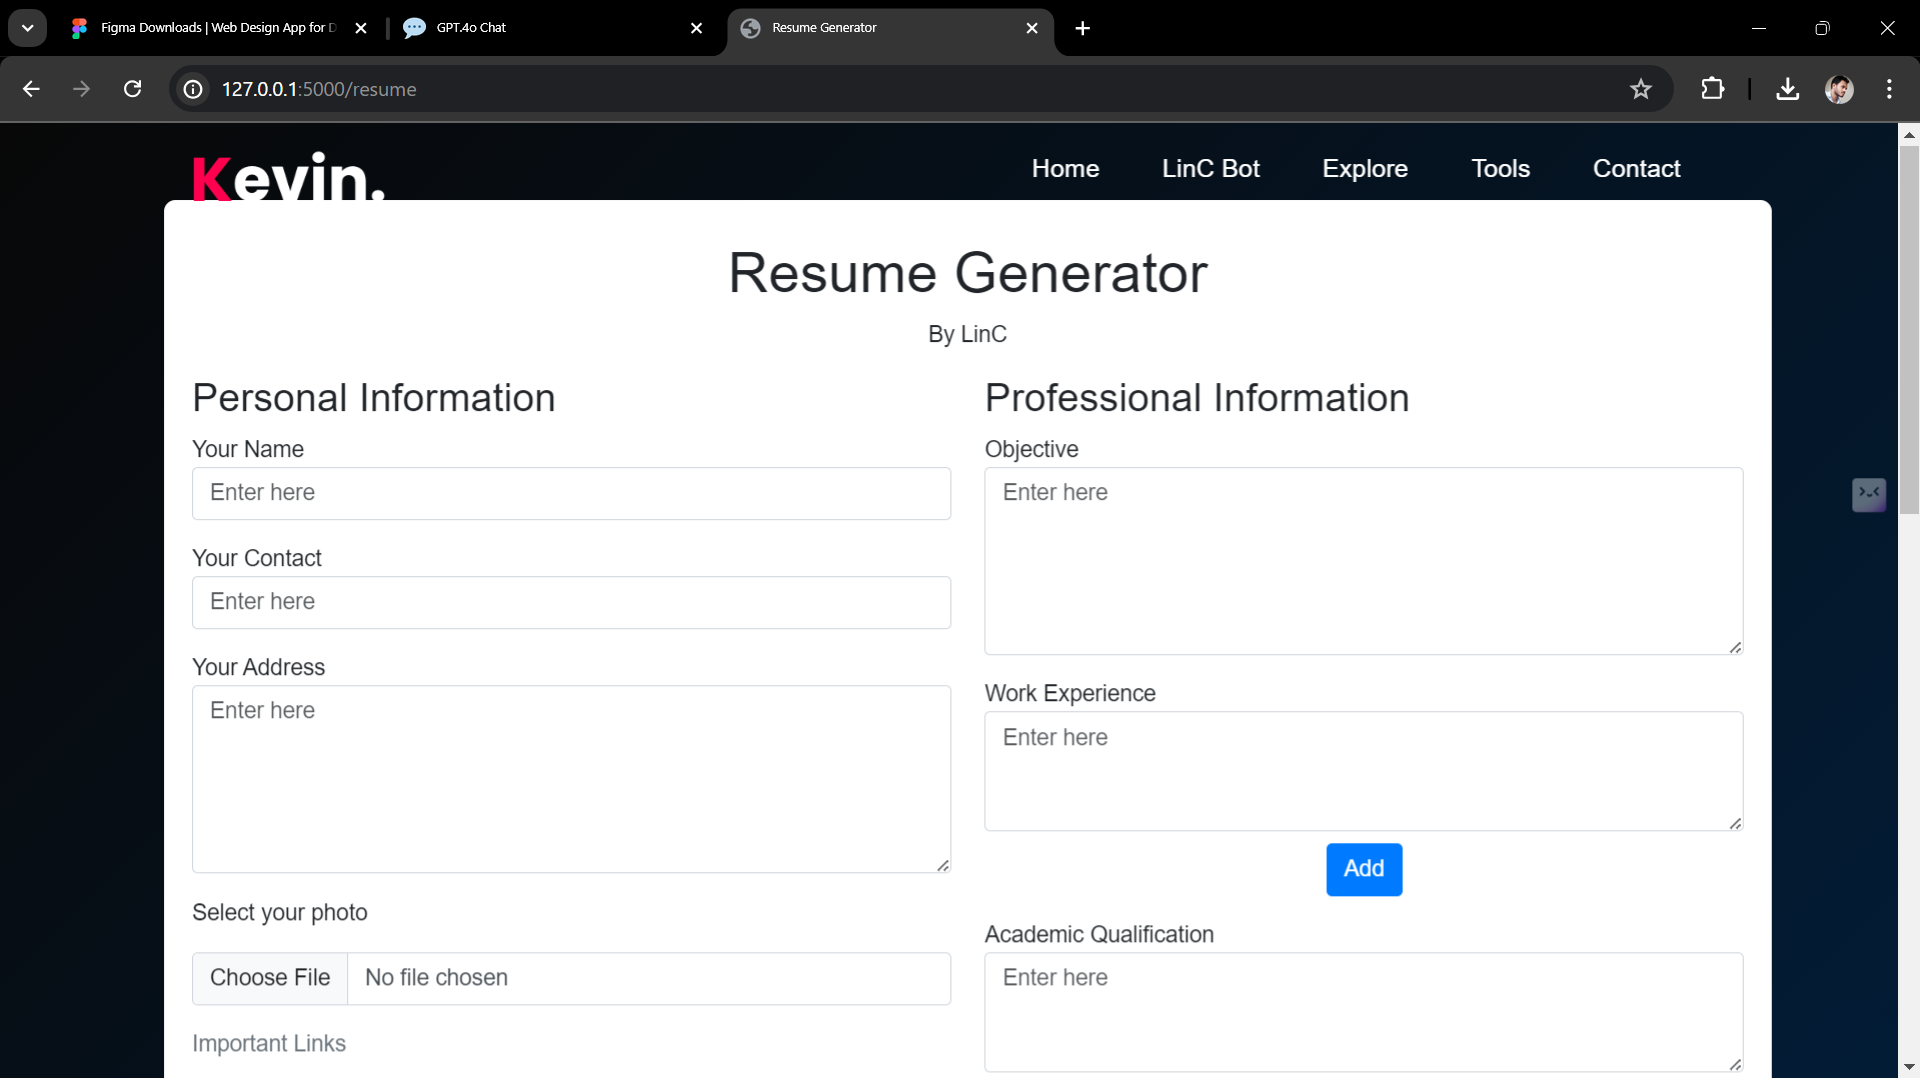 Figma Downloads | Web Design App for D
GPT.4o Chat
Resume Generator
127.0.0.1:5000/resume
Kevin.
Home
LinC Bot
Explore
Tools
Contact
Resume Generator
By LinC
Personal Information
Your Name
Enter here
Your Contact
Enter here
Your Address
Enter here
Select your photo
Choose File
No file chosen
Important Links
Professional Information
Objective
Enter here
Work Experience
Enter here
Add
Academic Qualification
Enter here